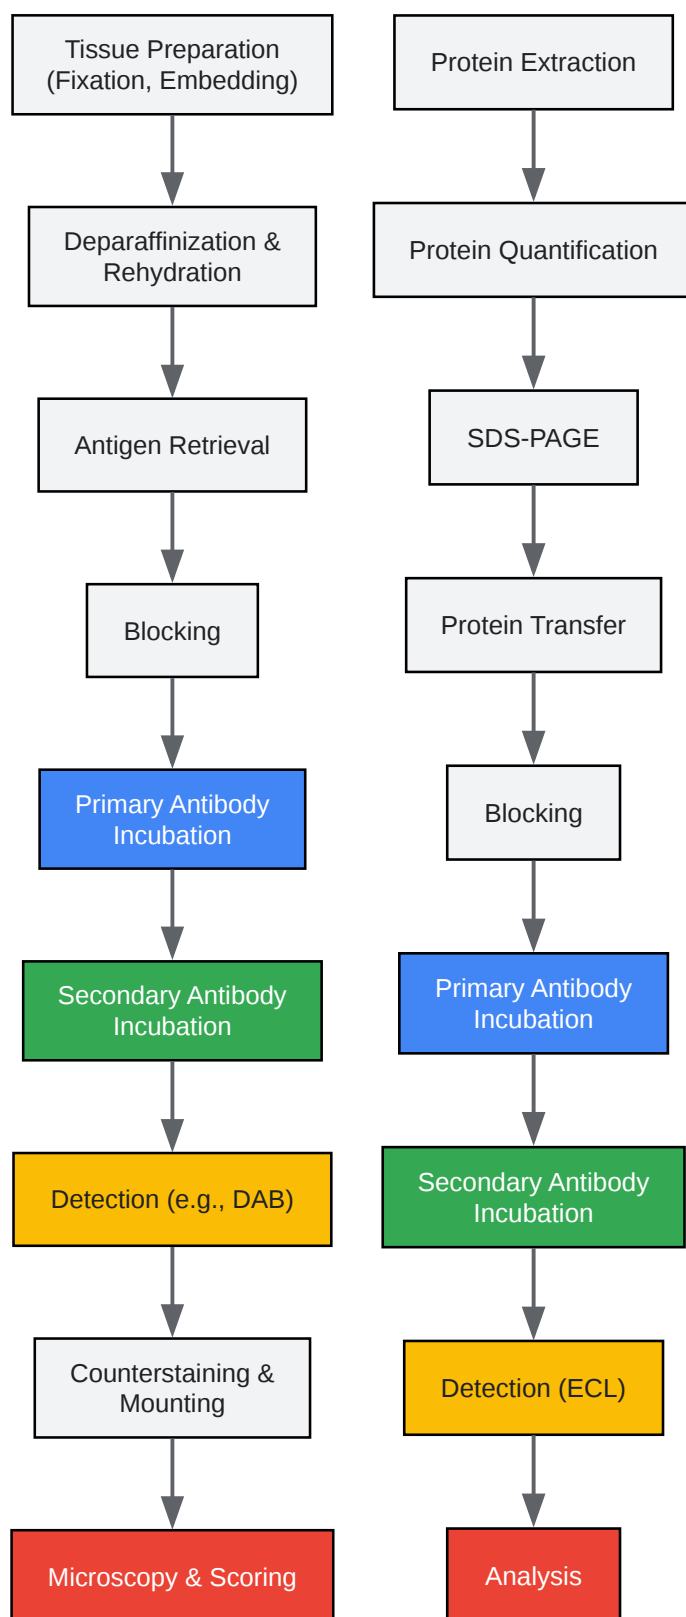 Tissue Preparation
(Fixation, Embedding)
Deparaffinization &
Rehydration
Antigen Retrieval
Blocking
Primary Antibody
Incubation
Secondary Antibody
Incubation
Detection (e.g., DAB)
Counterstaining &
Mounting
Microscopy & Scoring
Protein Extraction
Protein Quantification
SDS-PAGE
Protein Transfer
Blocking
Primary Antibody
Incubation
Secondary Antibody
Incubation
Detection (ECL)
Analysis